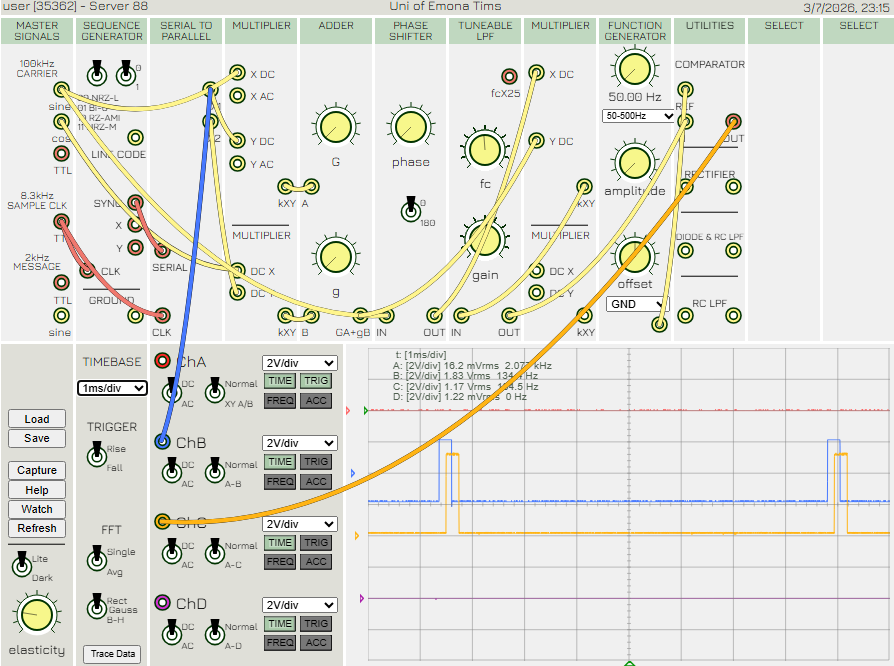 user [35362] - Server 88
Uni of Emona Tims
3/7/2026, 23:15
MASTER SIGNALS
SEQUENCE GENERATOR
SERIAL TO PARALLEL
MULTIPLIER
ADDER
PHASE SHIFTER
TUNEABLE LPF
MULTIPLIER
FUNCTION GENERATOR
UTILITIES
SELECT
SELECT
100kHz
CARRIER
sine
cos
TTL
8.3kHz
SAMPLE CLK
2kHz
MESSAGE
TTL
sine
0
1
NRZ-L
RZ-AMI
11 NRZ-M
LINE CODE
SYNC
X
Y
CLK
GROUND
SERIAL
CLK
X DC
X AC
Y DC
Y AC
kXY
A
MULTIPLIER
DC X
DC Y
kXY
B
G
g
GA+gB
phase
0
180
IN
OUT
fcX25
fc
gain
IN
OUT
X DC
Y DC
kXY
MULTIPLIER
DC X
DC Y
kXY
50.00 Hz
50-500Hz
amplitude
offset
GND
COMPARATOR
REF
OUT
RECTIFIER
DIODE & RC LPF
RC LPF
Load
Save
Capture
Help
Watch
Refresh
Lite
Dark
elasticity
TIMEBASE
1ms/div
TRIGGER
Rise
Fall
FFT
Single
Avg
Rect
Gauss
B-H
Trace Data
ChA
2V/div
DC
AC
Normal
XY A/B
TIME
TRIG
FREQ
ACC
ChB
2V/div
DC
AC
Normal
A-B
TIME
TRIG
FREQ
ACC
ChC
2V/div
DC
AC
Normal
A-C
TIME
TRIG
FREQ
ACC
ChD
2V/div
DC
AC
Normal
A-D
TIME
TRIG
FREQ
ACC
t: [1ms/div]
A: [2V/div] 16.2 mVrms 2.077 kHz
B: [2V/div] 1.83 Vrms Hz
C: [2V/div] 1.17 Vrms Hz
D: [2V/div] 1.22 mVrms 0 Hz